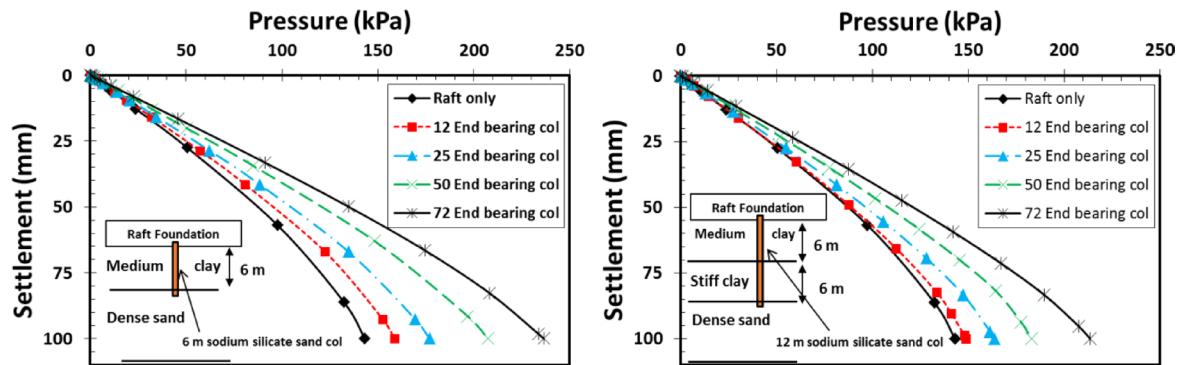 Pressure (kPa)
0 50 100 150 200 250
0
25
50
75
100
Settlement (mm)
Raft only
12 End bearing col
25 End bearing col
50 End bearing col
72 End bearing col
Raft Foundation
Medium clay
6 m
Dense sand
6 m sodium silicate sand col
Pressure (kPa)
0 50 100 150 200 250
0
25
50
75
100
Settlement (mm)
Raft only
12 End bearing col
25 End bearing col
50 End bearing col
72 End bearing col
Raft Foundation
Medium clay
6 m
Stiff clay
6 m
Dense sand
12 m sodium silicate sand col